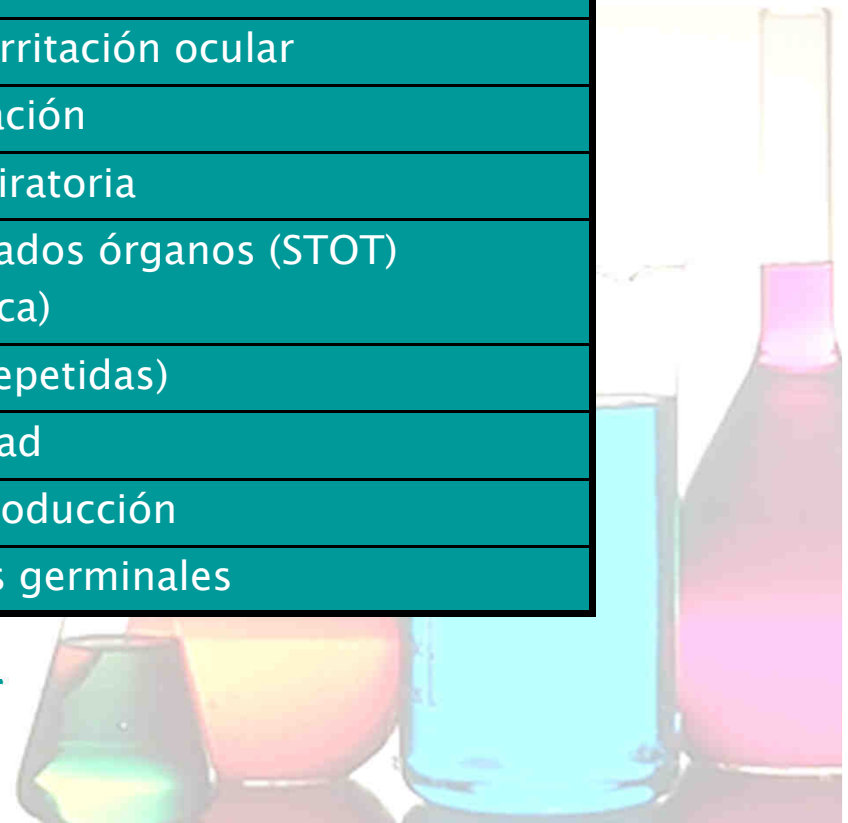 rritación ocular
ación
iratoria
ados órganos (STOT)
ca)
epetidas)
ad
oducción
s germinales